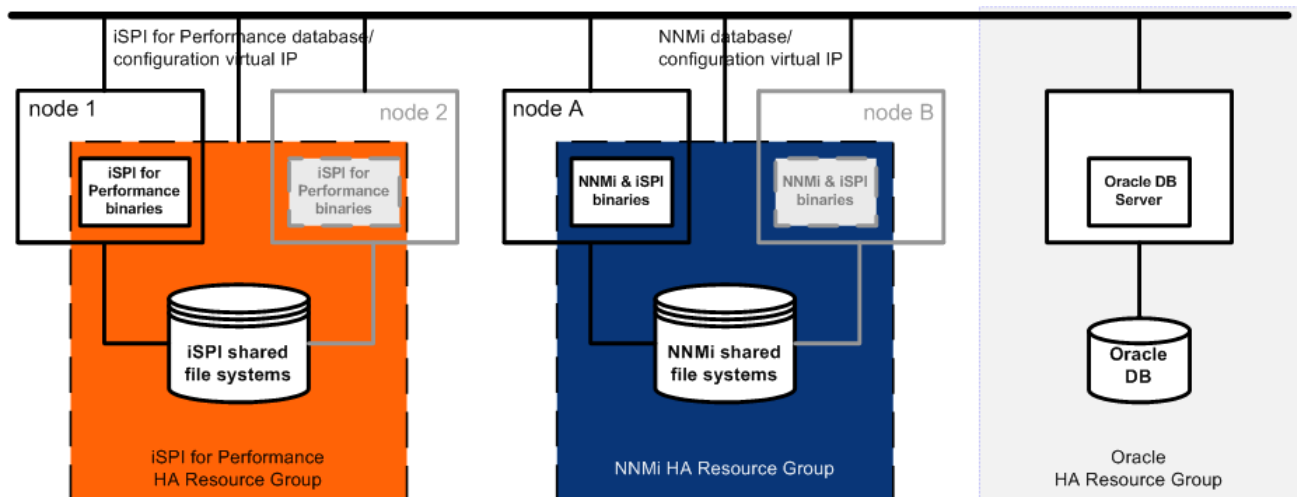 iSPI for Performance database/
configuration virtual IP
NNMi database/
configuration virtual IP
node 1
node 2
node A
node B
iSPI for
Performance
binaries
iSPI for
Performance
binaries
NNMi & iSPI
binaries
NNMi & iSPI
binaries
Oracle DB
Server
iSPI shared
file systems
NNMi shared
file systems
Oracle
DB
iSPI for Performance
HA Resource Group
NNMi HA Resource Group
Oracle
HA Resource Group